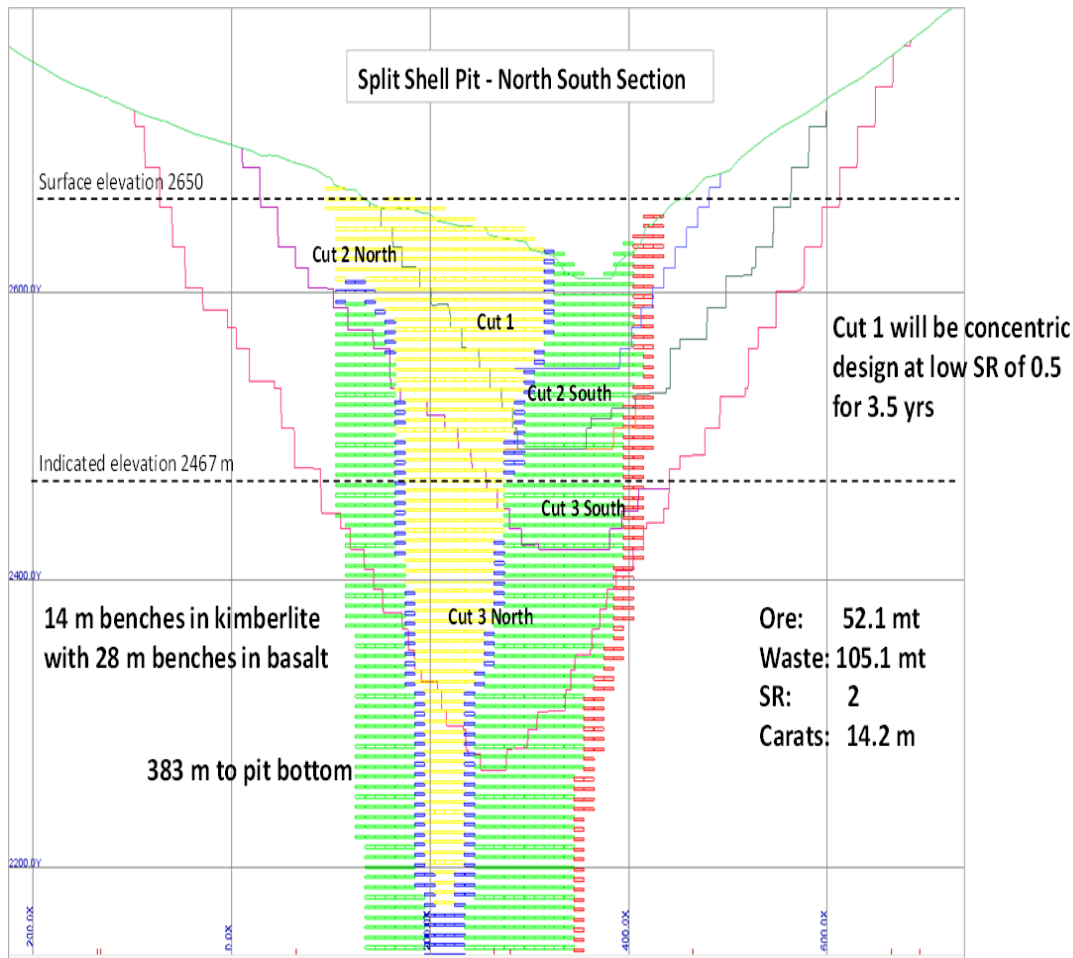 Split Shell Pit - North South Section
Surface elevation 2650
Cut 2 North
2600.0Y
Cut 1
Cut 1 will be concentric
design at low SR of 0.5
for 3.5 yrs
Cut 2 South
Indicated elevation 2467 m
Cut 3 South
2400.0Y
14 m benches in kimberlite
with 28 m benches in basalt
Cut 3 North
Ore: 52.1 mt
Waste: 105.1 mt
SR: 2
Carats: 14.2 m
383 m to pit bottom
2200.0Y
0.0X
400.0X
600.0X